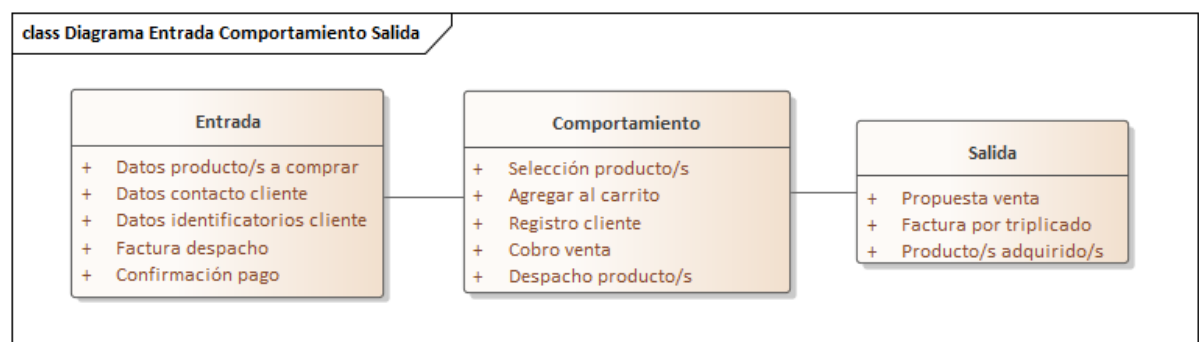 class Diagrama Entrada Comportamiento Salida
Entrada
+ Datos producto/s a comprar
+ Datos contacto cliente
+ Datos identificatorios cliente
+ Factura despacho
+ Confirmación pago
Comportamiento
+ Selección producto/s
+ Agregar al carrito
+ Registro cliente
+ Cobro venta
+ Despacho producto/s
Salida
+ Propuesta venta
+ Factura por triplicado
+ Producto/s adquirido/s